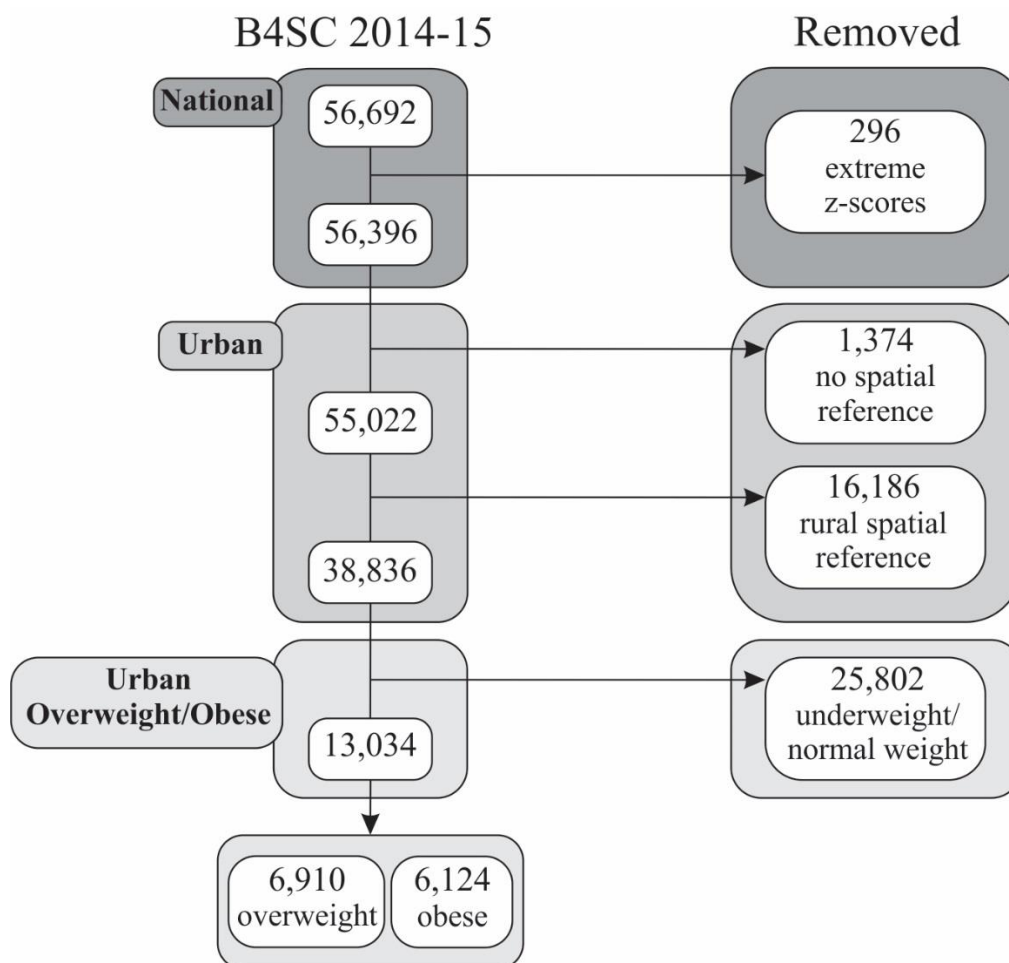 B4SC 2014-15
Removed
National
56,692
296
extreme
z-scores
56,396
Urban
1,374
no spatial
reference
55,022
16,186
rural spatial
reference
38,836
Urban
Overweight/Obese
25,802
underweight/
normal weight
13,034
6,910
overweight
6,124
obese